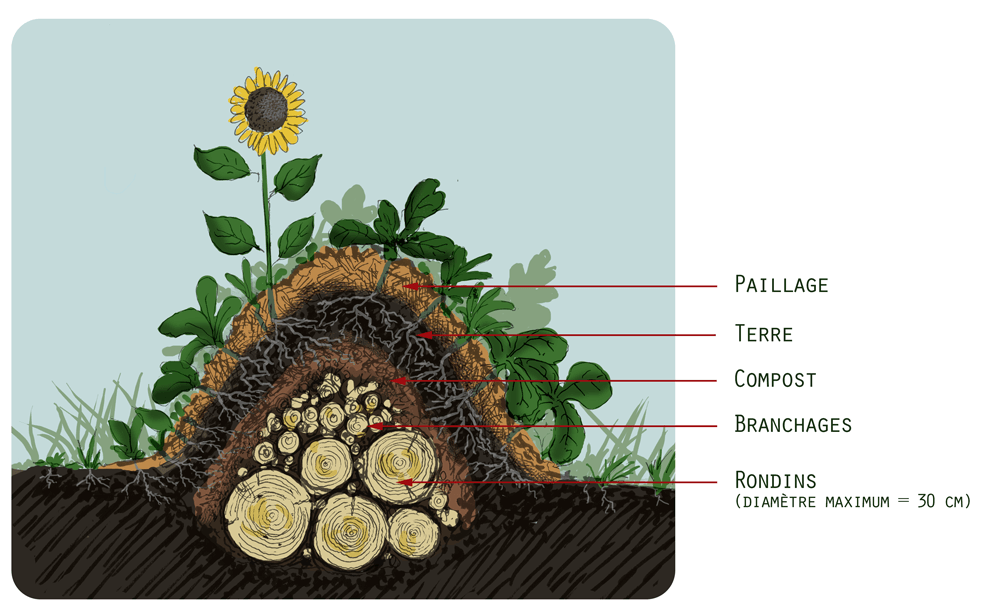 PAILLAGE
TERRE
COMPOST
BRANCHAGES
RONDINS
(DIAMÈTRE MAXIMUM = 30 CM)